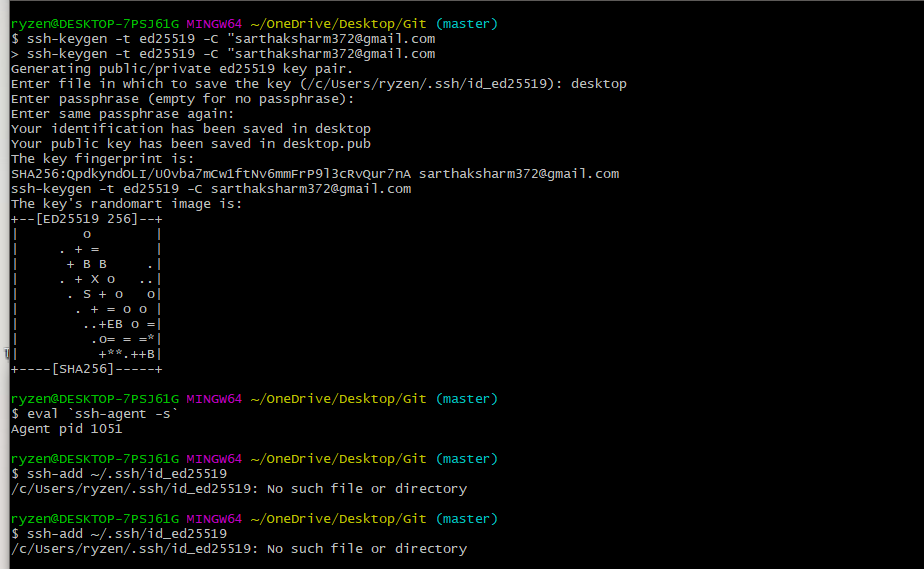 ryzen@DESKTOP-7PSJ61G MINGW64 ~/OneDrive/Desktop/Git (master)
$ ssh-keygen -t ed25519 -C "sarthaksharm372@gmail.com
> ssh-keygen -t ed25519 -C "sarthaksharm372@gmail.com
Generating public/private ed25519 key pair.
Enter file in which to save the key (/c/Users/ryzen/.ssh/id_ed25519): desktop
Enter passphrase (empty for no passphrase):
Enter same passphrase again:
Your identification has been saved in desktop
Your public key has been saved in desktop.pub
The key fingerprint is:
SHA256:QpdkyndOLI/UOvba7mCw1ftNv6mmFrP9l3cRvQur7nA sarthaksharm372@gmail.com
ssh-keygen -t ed25519 -C sarthaksharm372@gmail.com
The key's randomart image is:
+--[ED25519 256]--+
|        o        |
|     . + =       |
|      + B B     .|
|     . + X o   ..|
|      . S + o   o|
|       . + = o o |
|        ..+EB o =|
|         .o= = =*|
|          +**.++B|
+----[SHA256]-----+
ryzen@DESKTOP-7PSJ61G MINGW64 ~/OneDrive/Desktop/Git (master)
$ eval `ssh-agent -s`
Agent pid 1051
ryzen@DESKTOP-7PSJ61G MINGW64 ~/OneDrive/Desktop/Git (master)
$ ssh-add ~/.ssh/id_ed25519
/c/Users/ryzen/.ssh/id_ed25519: No such file or directory
ryzen@DESKTOP-7PSJ61G MINGW64 ~/OneDrive/Desktop/Git (master)
$ ssh-add ~/.ssh/id_ed25519
/c/Users/ryzen/.ssh/id_ed25519: No such file or directory